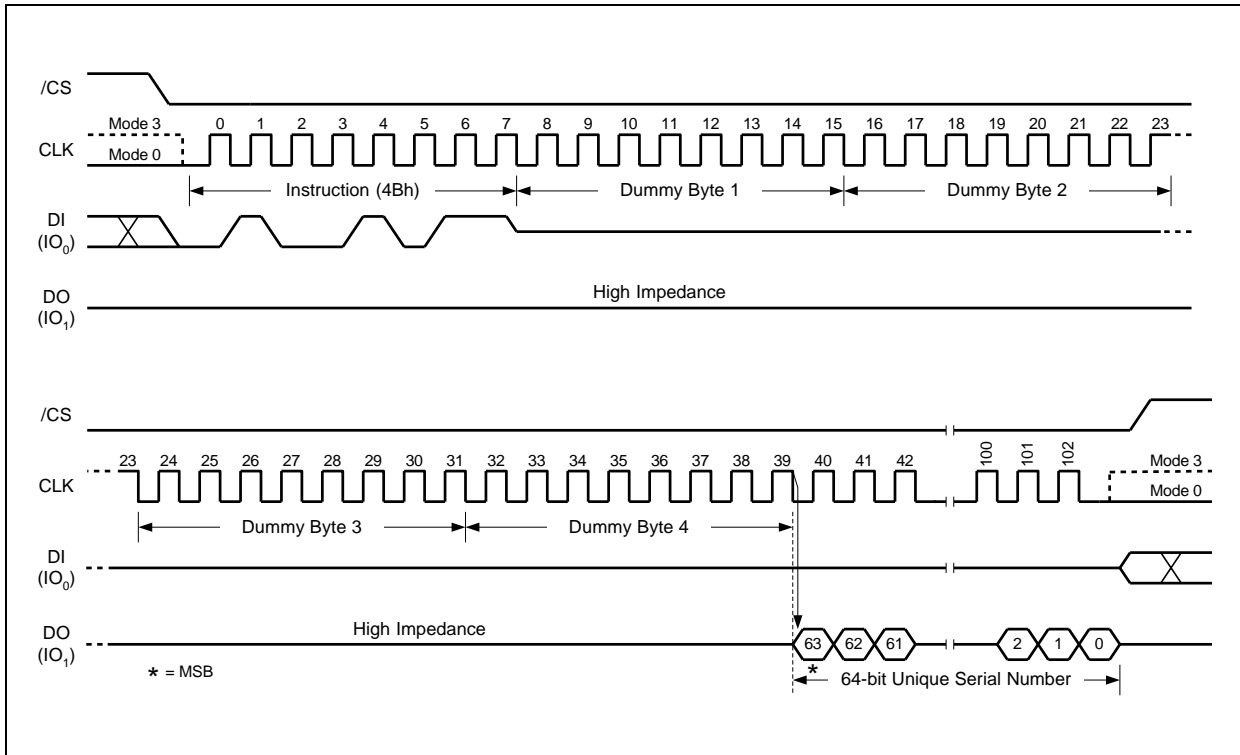 /CS
Mode 3
0 1 2 3 4 5 6 7 8 9 10 11 12 13 14 15 16 17 18 19 20 21 22 23
CLK
Mode 0
Instruction (4Bh)
Dummy Byte 1
Dummy Byte 2
DI
(IO0)
High Impedance
DO
(IO1)
/CS
23 24 25 26 27 28 29 30 31 32 33 34 35 36 37 38 39 40 41 42 100 101 102
Mode 3
CLK
Mode 0
Dummy Byte 3
Dummy Byte 4
DI
(IO0)
High Impedance
DO
(IO1)
63 62 61 2 1 0
* = MSB
*
64-bit Unique Serial Number